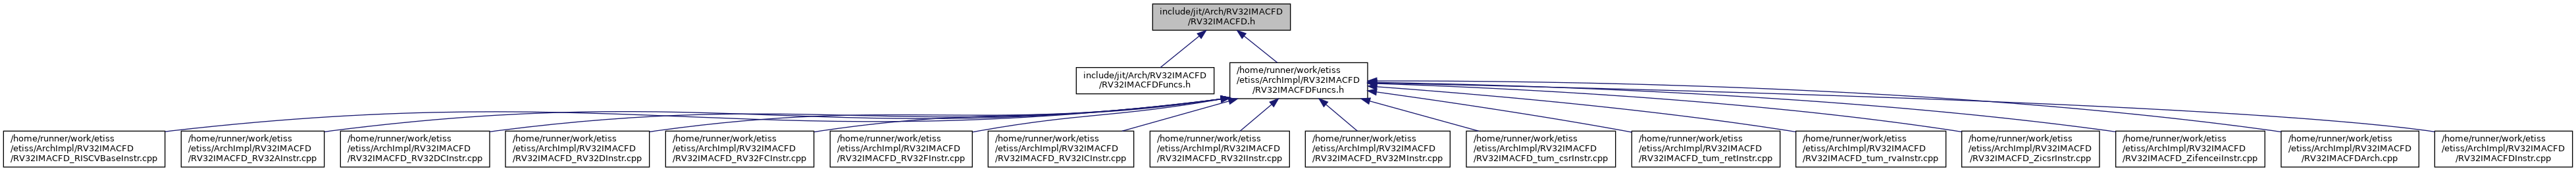 include/jit/Arch/RV32IMACFD
/RV32IMACFD.h
include/jit/Arch/RV32IMACFD
/RV32IMACFDFuncs.h
/home/runner/work/etiss
/etiss/ArchImpl/RV32IMACFD
/RV32IMACFDFuncs.h
/home/runner/work/etiss
/etiss/ArchImpl/RV32IMACFD
/RV32IMACFD_RISCVBaseInstr.cpp
/home/runner/work/etiss
/etiss/ArchImpl/RV32IMACFD
/RV32IMACFD_RV32AInstr.cpp
/home/runner/work/etiss
/etiss/ArchImpl/RV32IMACFD
/RV32IMACFD_RV32DCInstr.cpp
/home/runner/work/etiss
/etiss/ArchImpl/RV32IMACFD
/RV32IMACFD_RV32DInstr.cpp
/home/runner/work/etiss
/etiss/ArchImpl/RV32IMACFD
/RV32IMACFD_RV32FCInstr.cpp
/home/runner/work/etiss
/etiss/ArchImpl/RV32IMACFD
/RV32IMACFD_RV32FInstr.cpp
/home/runner/work/etiss
/etiss/ArchImpl/RV32IMACFD
/RV32IMACFD_RV32ICInstr.cpp
/home/runner/work/etiss
/etiss/ArchImpl/RV32IMACFD
/RV32IMACFD_RV32IInstr.cpp
/home/runner/work/etiss
/etiss/ArchImpl/RV32IMACFD
/RV32IMACFD_RV32MInstr.cpp
/home/runner/work/etiss
/etiss/ArchImpl/RV32IMACFD
/RV32IMACFD_tum_csrInstr.cpp
/home/runner/work/etiss
/etiss/ArchImpl/RV32IMACFD
/RV32IMACFD_tum_retInstr.cpp
/home/runner/work/etiss
/etiss/ArchImpl/RV32IMACFD
/RV32IMACFD_tum_rvaInstr.cpp
/home/runner/work/etiss
/etiss/ArchImpl/RV32IMACFD
/RV32IMACFD_ZicsrInstr.cpp
/home/runner/work/etiss
/etiss/ArchImpl/RV32IMACFD
/RV32IMACFD_ZifenceiInstr.cpp
/home/runner/work/etiss
/etiss/ArchImpl/RV32IMACFD
/RV32IMACFDArch.cpp
/home/runner/work/etiss
/etiss/ArchImpl/RV32IMACFD
/RV32IMACFDInstr.cpp